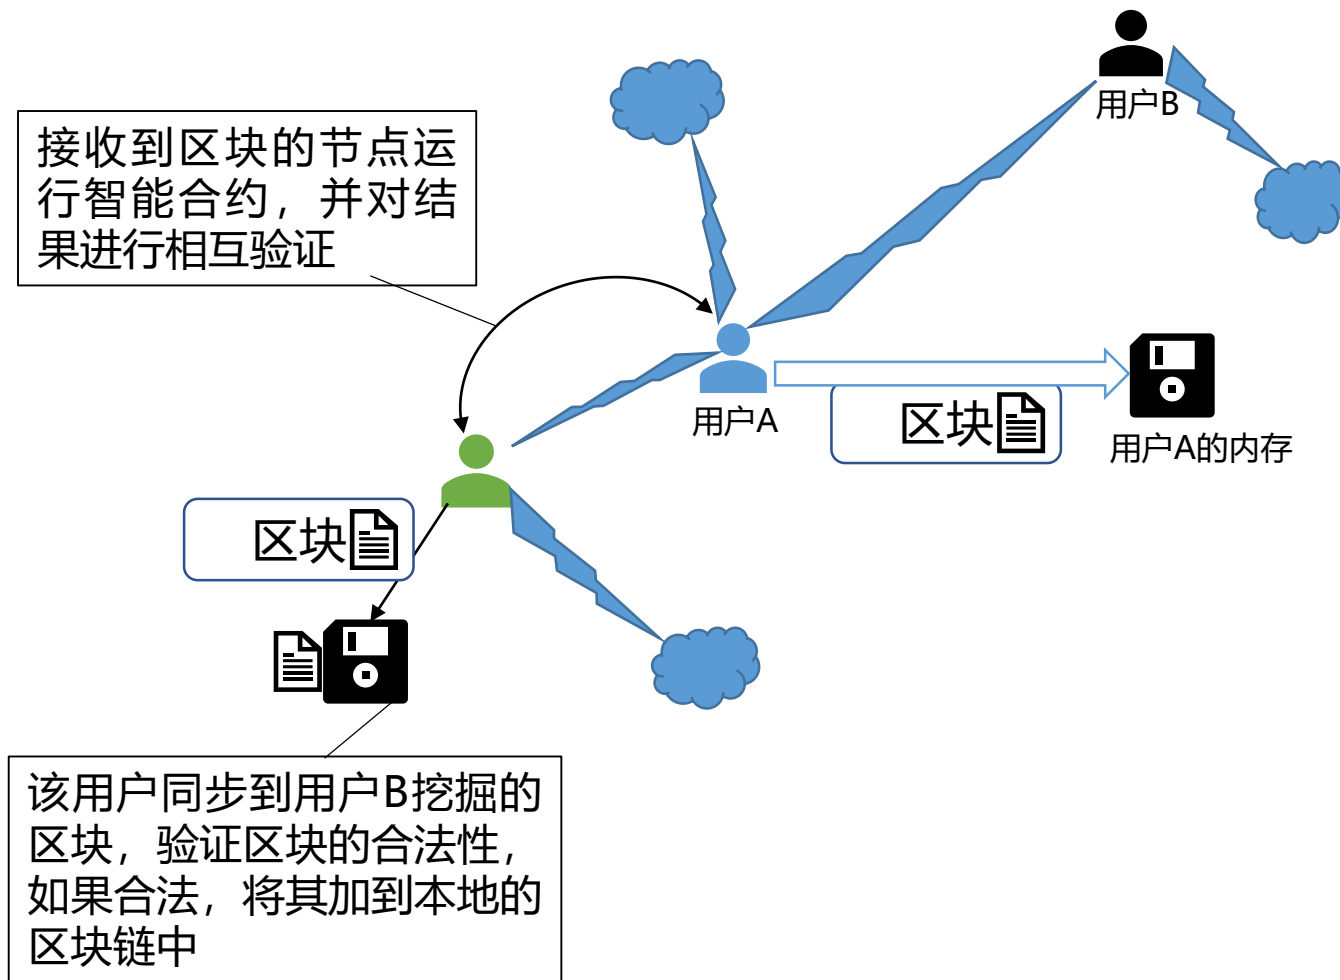 用户B
接收到区块的节点运
行智能合约，并对结
果进行相互验证
用户A
区块
用户A的内存
区块
该用户同步到用户B挖掘的
区块，验证区块的合法性，
如果合法，将其加到本地的
区块链中